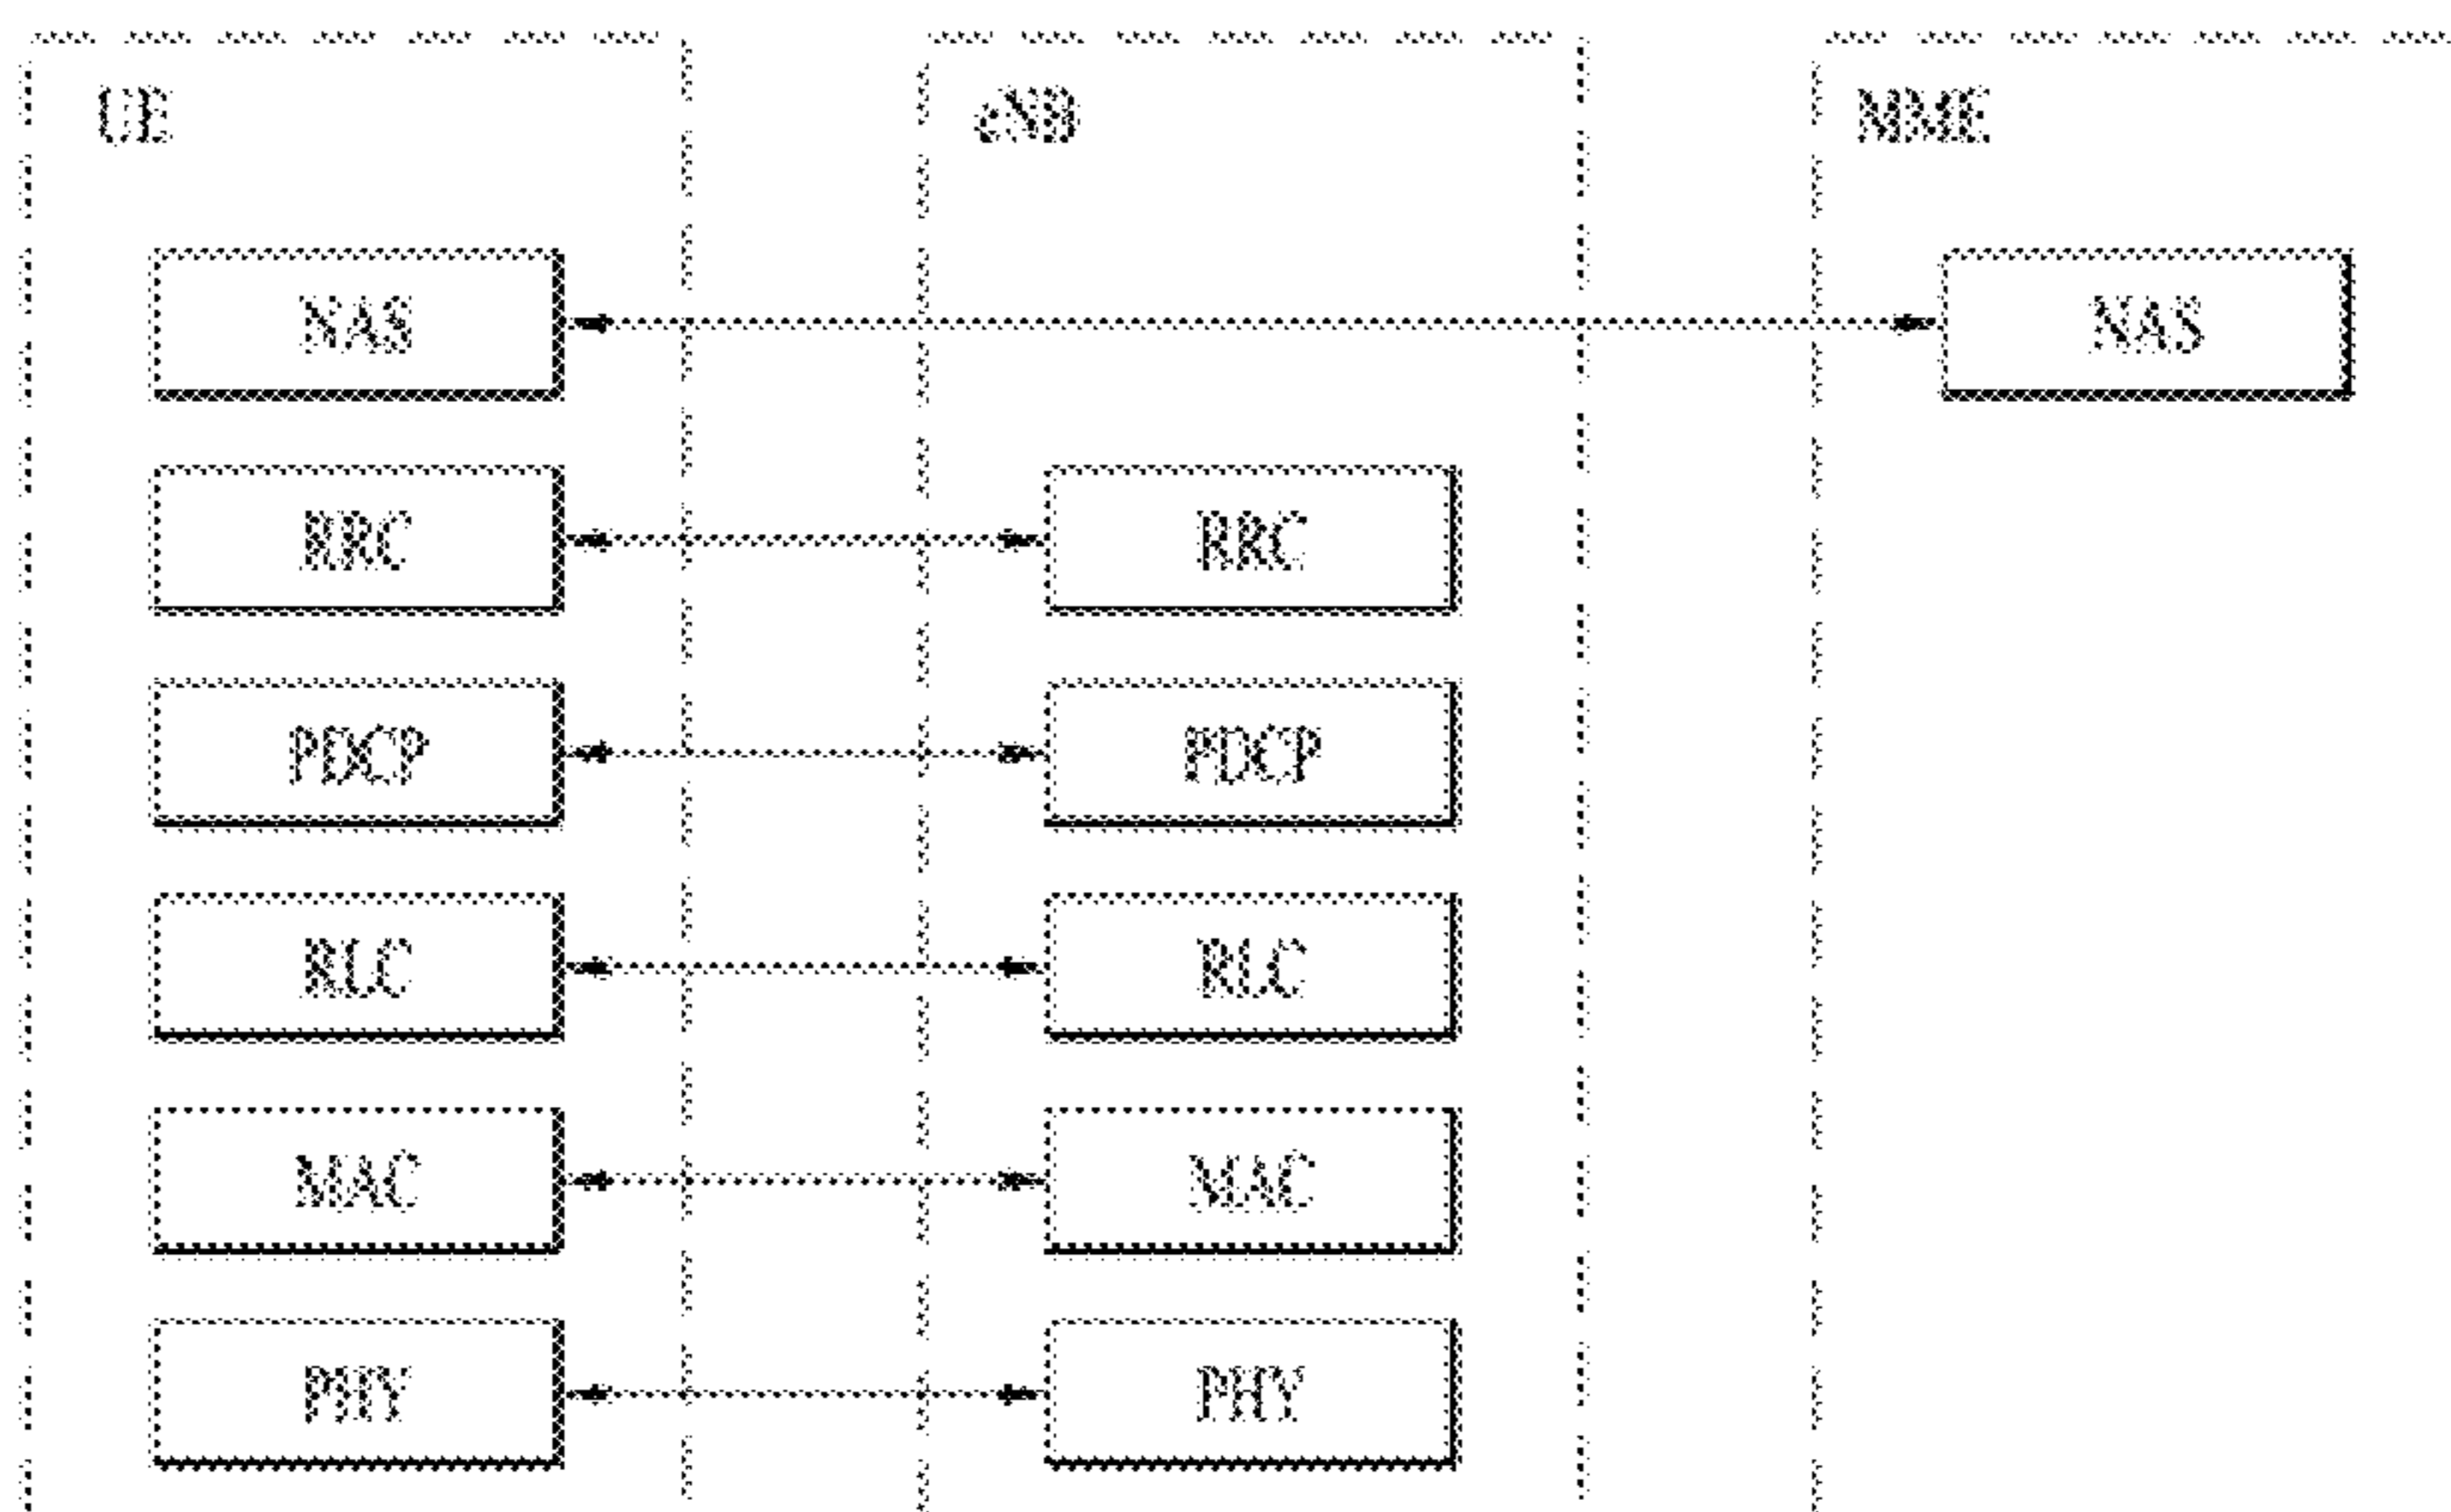 UE eNB MME
NAS NAS
RRC RRC
PDCP PDCP
RLC RLC
MAC MAC
PHY PHY